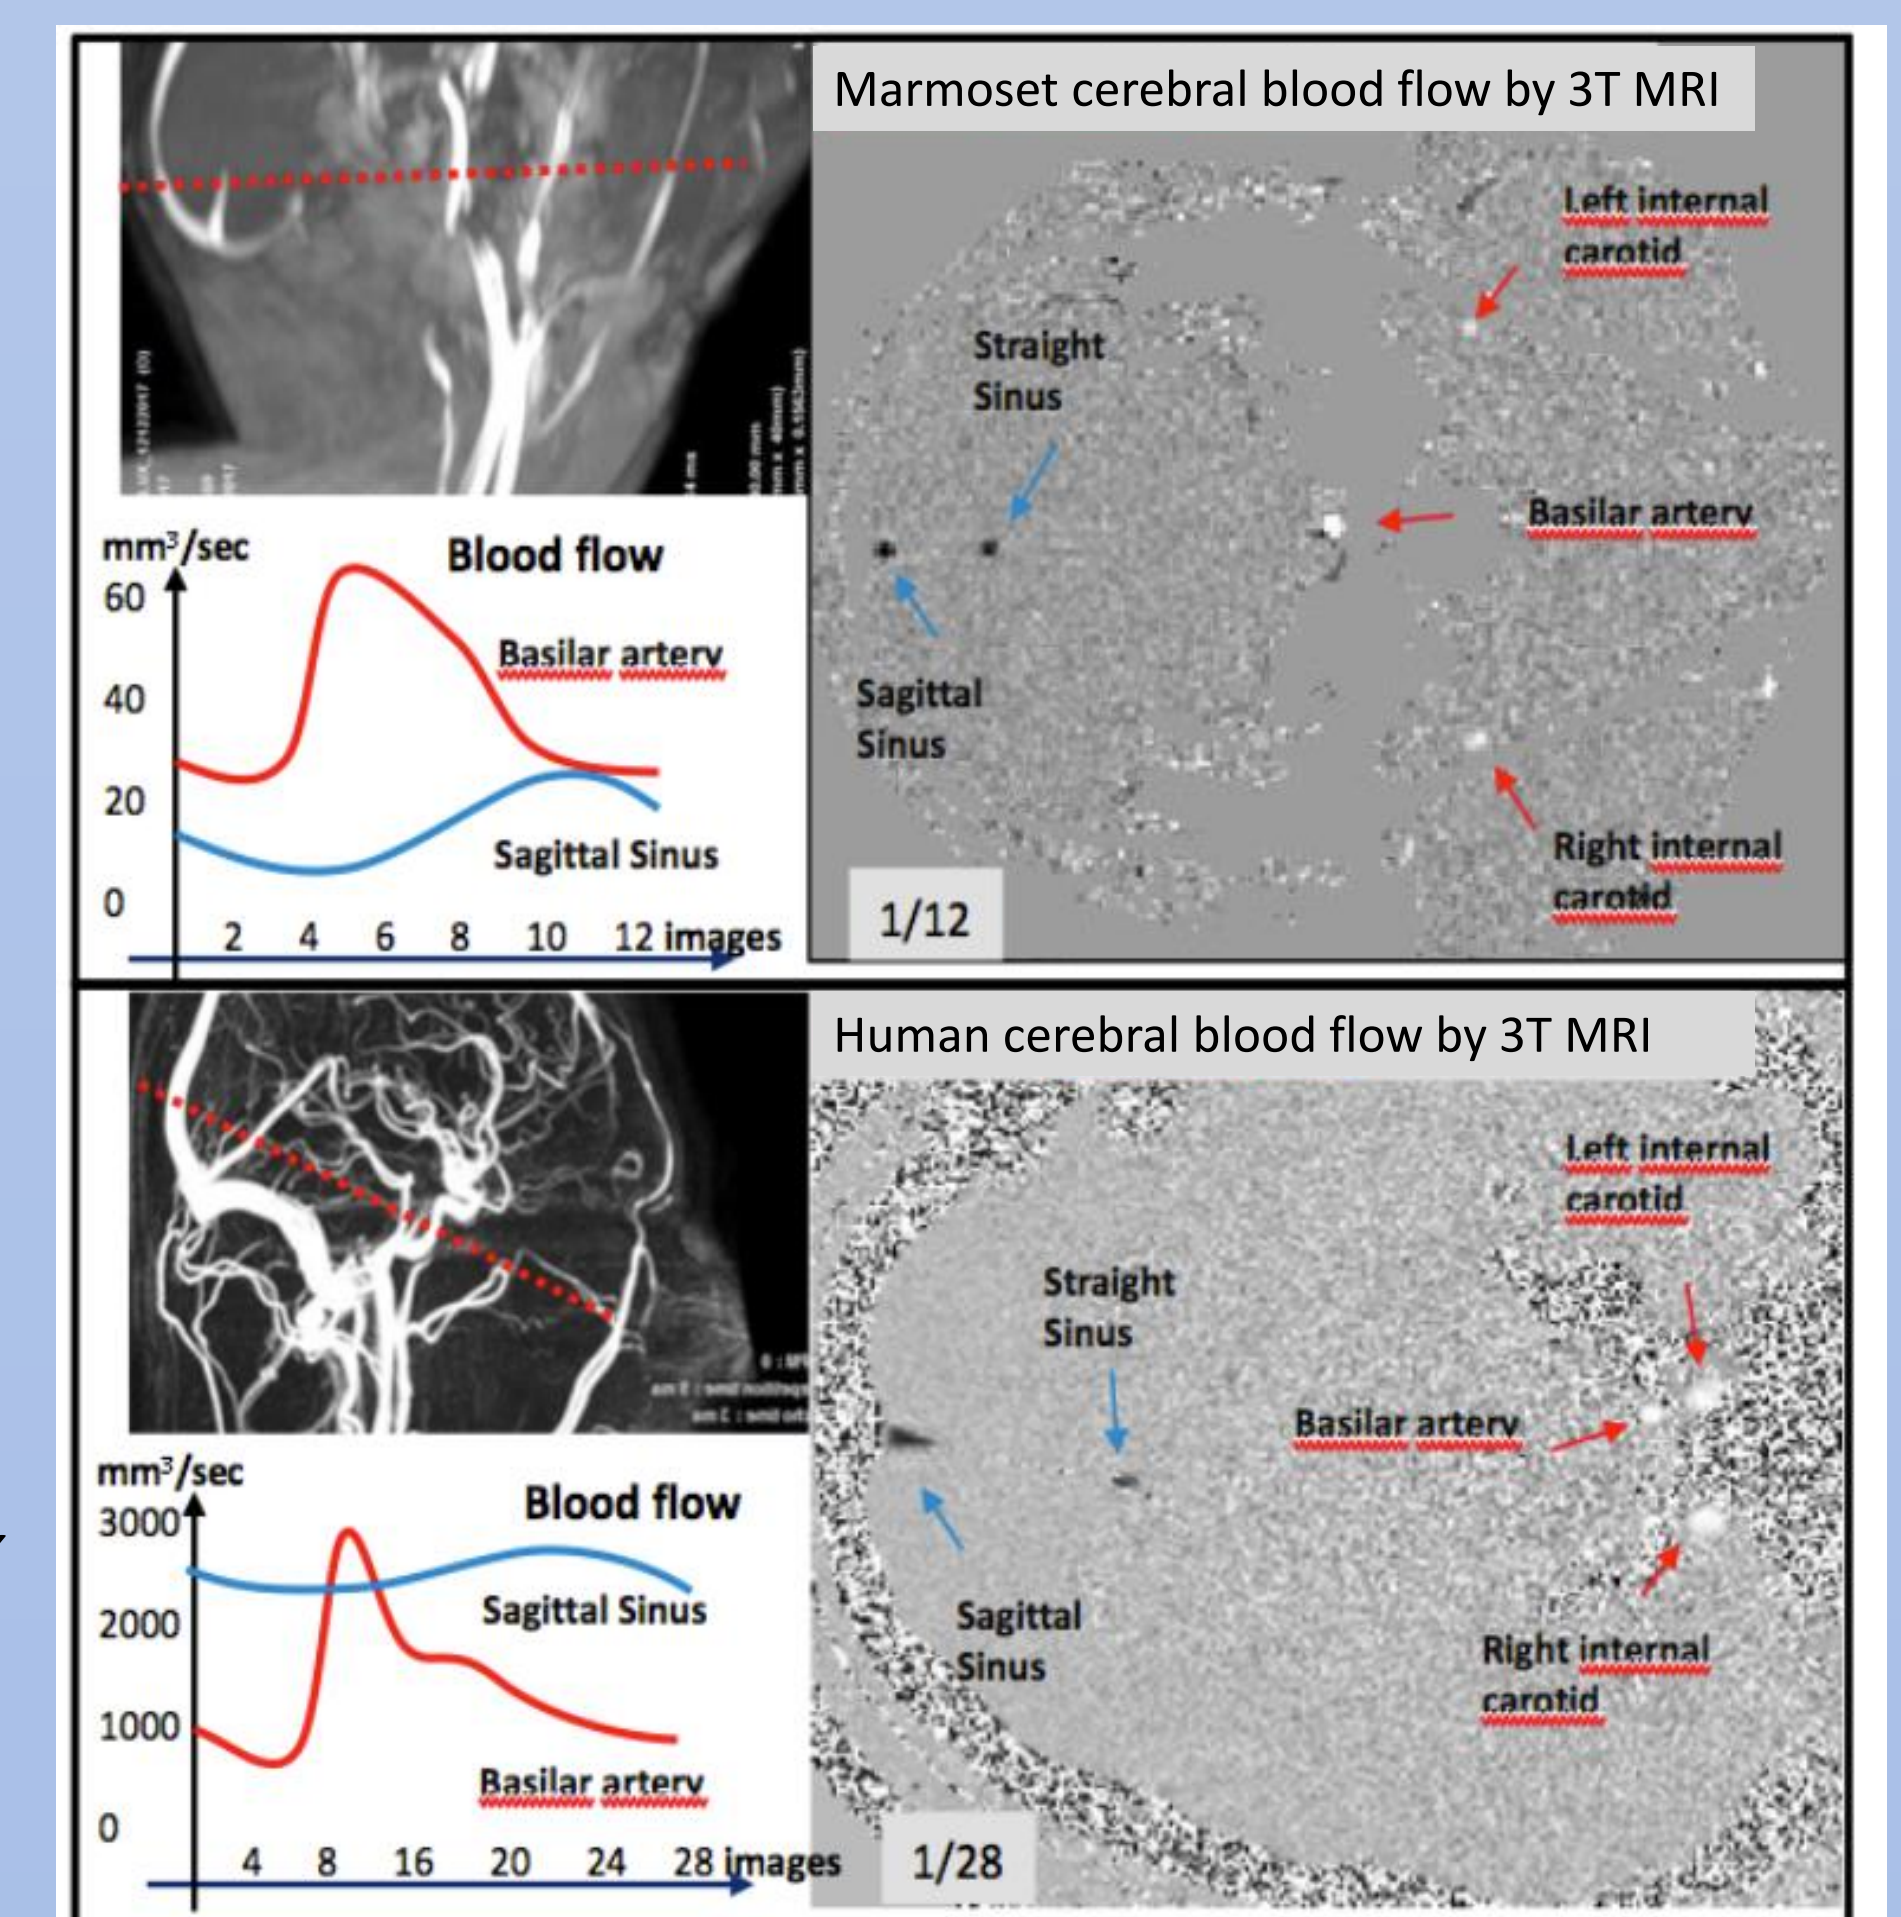 Marmoset cerebral blood flow by 3T MRI
Left internal
carotid
Straight
Sinus
Basilar artery
Sagittal
Sinus
Right internal
carotid
1/12
mm³/sec
Blood flow
60
40
20
0
Basilar artery
Sagittal Sinus
2 4 6 8 10 12 images
Human cerebral blood flow by 3T MRI
Left internal
carotid
Straight
Sinus
Basilar artery
Sagittal
Sinus
Right internal
carotid
1/28
mm³/sec
Blood flow
3000
2000
1000
0
Sagittal Sinus
Basilar artery
4 8 16 20 24 28 images